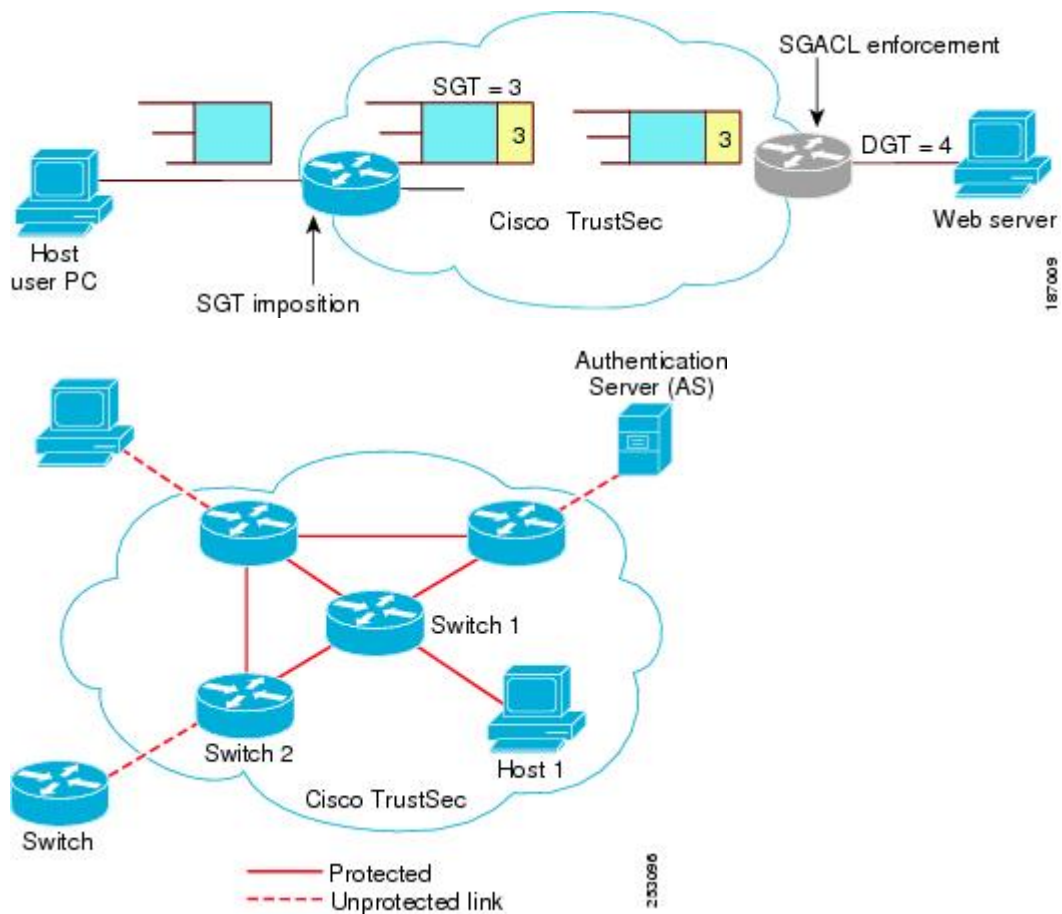 SGACL enforcement
SGT = 3
3
3
DGT = 4
Host
user PC
Cisco TrustSec
Web server
SGT imposition
187009
Authentication
Server (AS)
Switch 1
Switch 2
Host 1
Switch
Cisco TrustSec
Protected
Unprotected link
253096